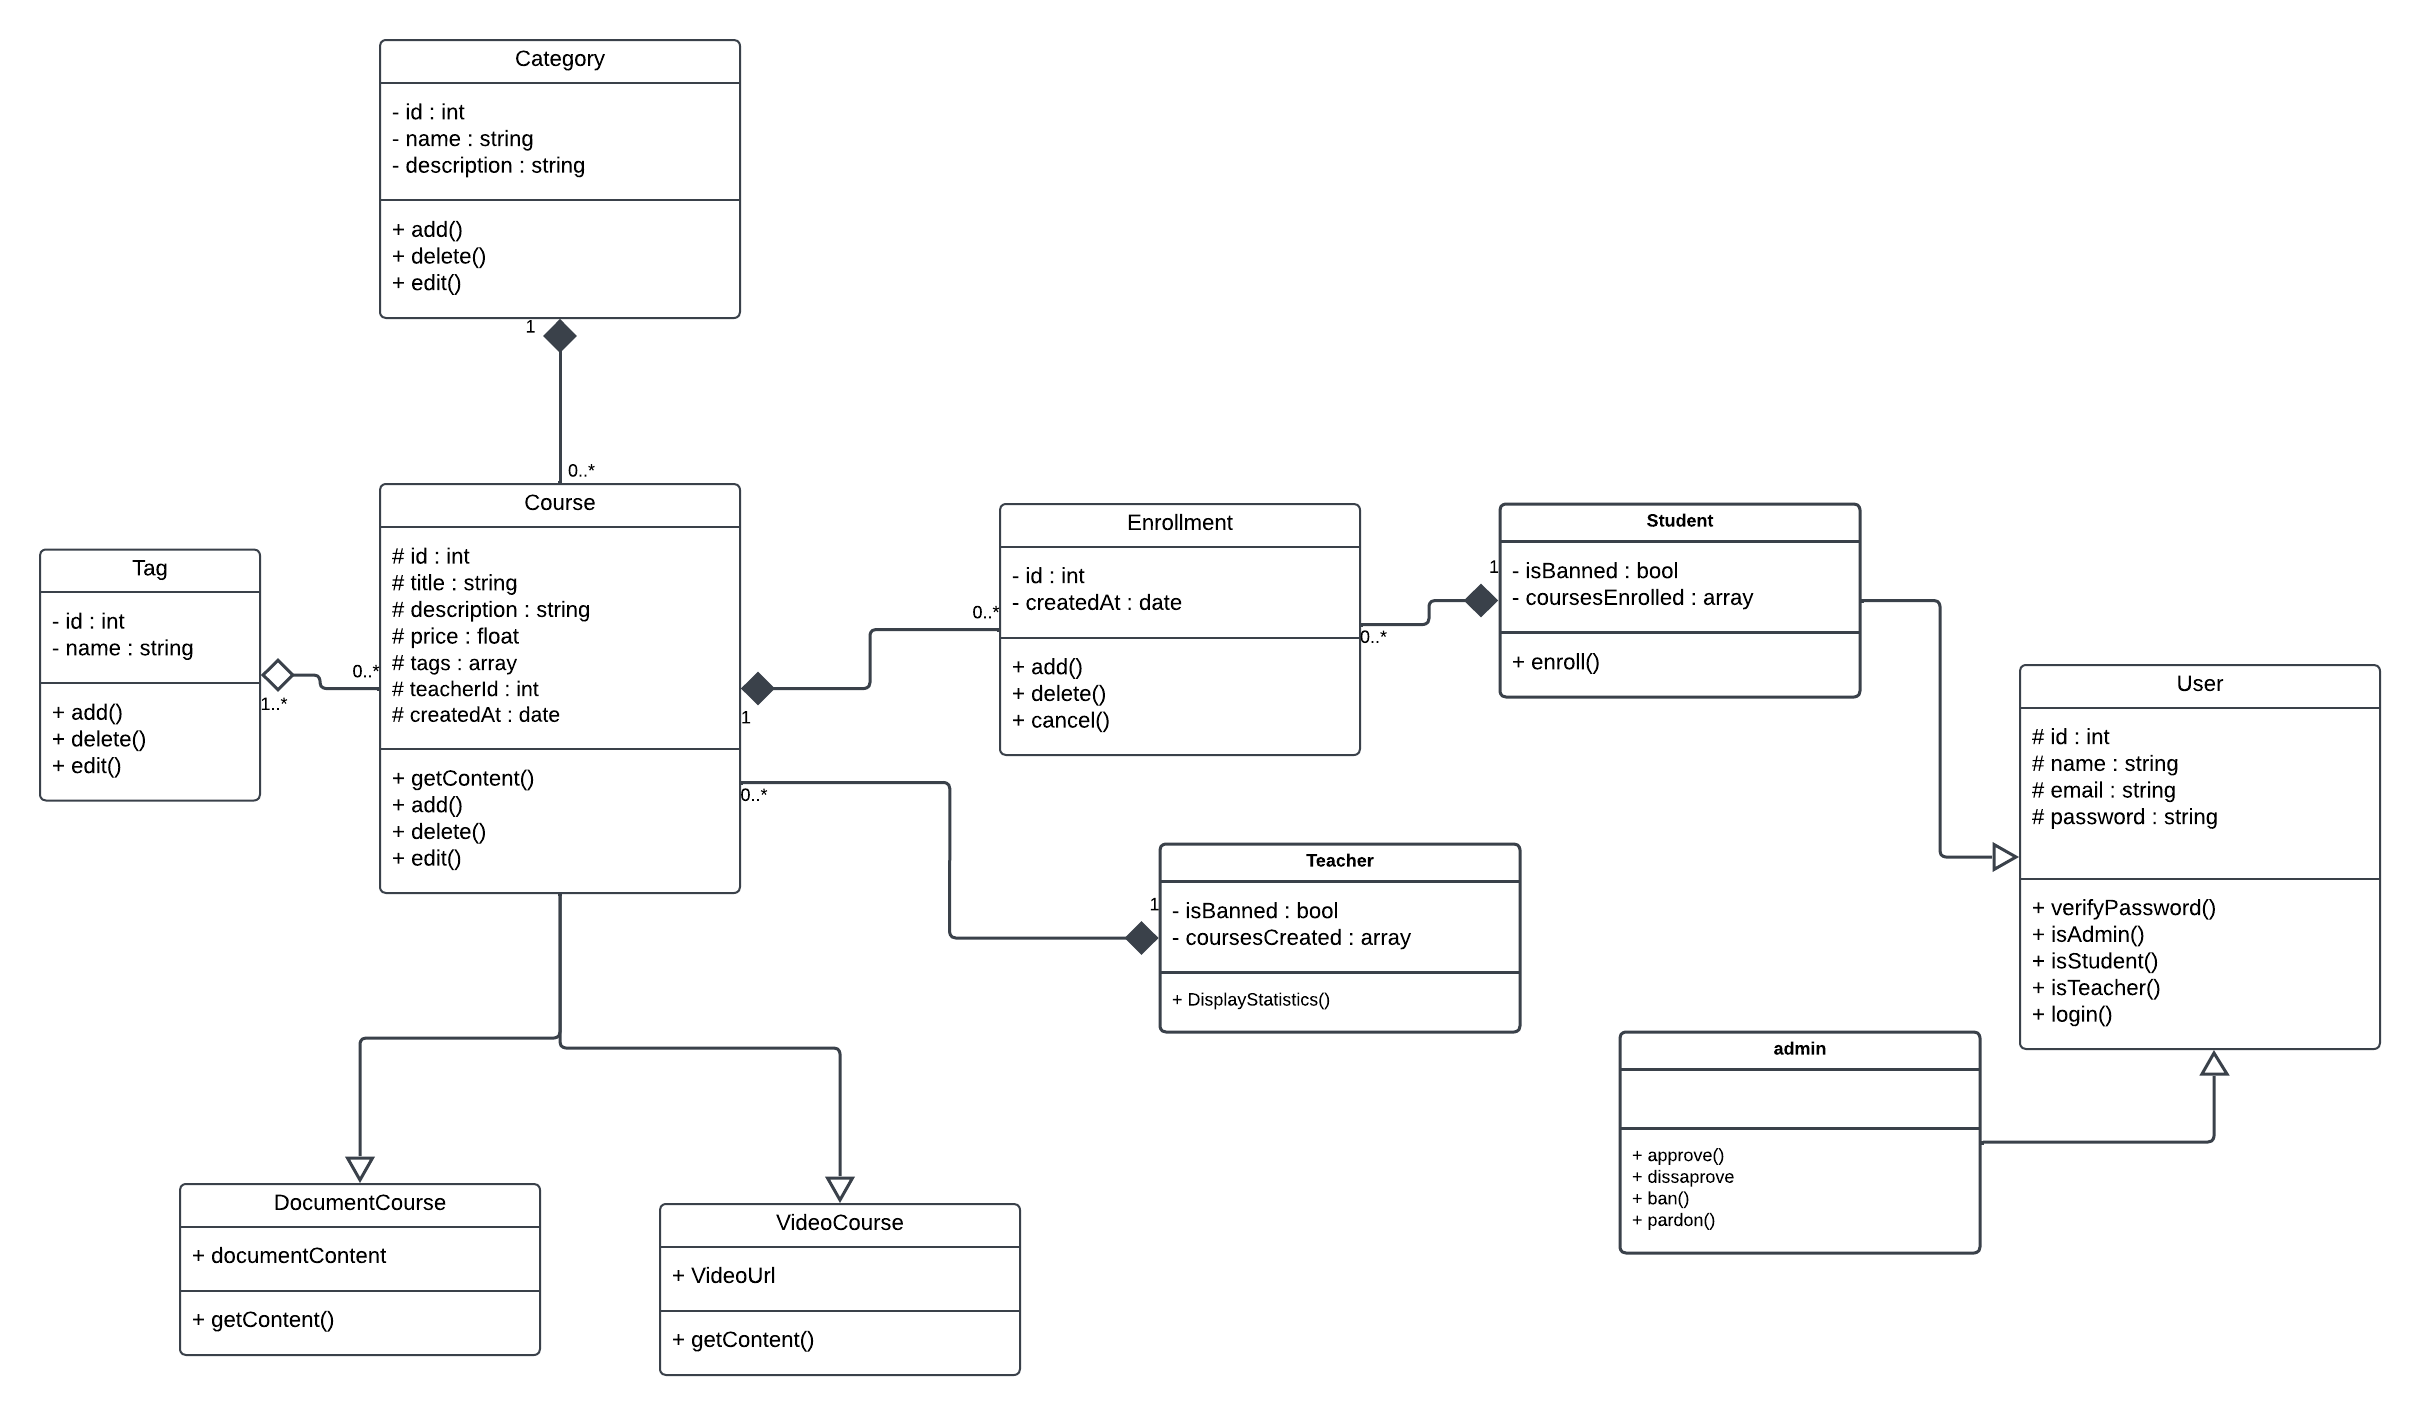 Category
- id : int
- name : string
- description : string
+ add()
+ delete()
+ edit()
1
0..*
Course
# id : int
# title : string
# description : string
# price : float
# tags : array
# teacherId : int
# createdAt : date
+ getContent()
+ add()
+ delete()
+ edit()
Tag
- id : int
- name : string
+ add()
+ delete()
+ edit()
1..*
0..*
1
0..*
Enrollment
- id : int
- createdAt : date
+ add()
+ delete()
+ cancel()
0..*
1
Student
- isBanned : bool
- coursesEnrolled : array
+ enroll()
0..*
1
Teacher
- isBanned : bool
- coursesCreated : array
+ DisplayStatistics()
User
# id : int
# name : string
# email : string
# password : string
+ verifyPassword()
+ isAdmin()
+ isStudent()
+ isTeacher()
+ login()
admin
+ approve()
+ dissaprove
+ ban()
+ pardon()
DocumentCourse
+ documentContent
+ getContent()
VideoCourse
+ VideoUrl
+ getContent()